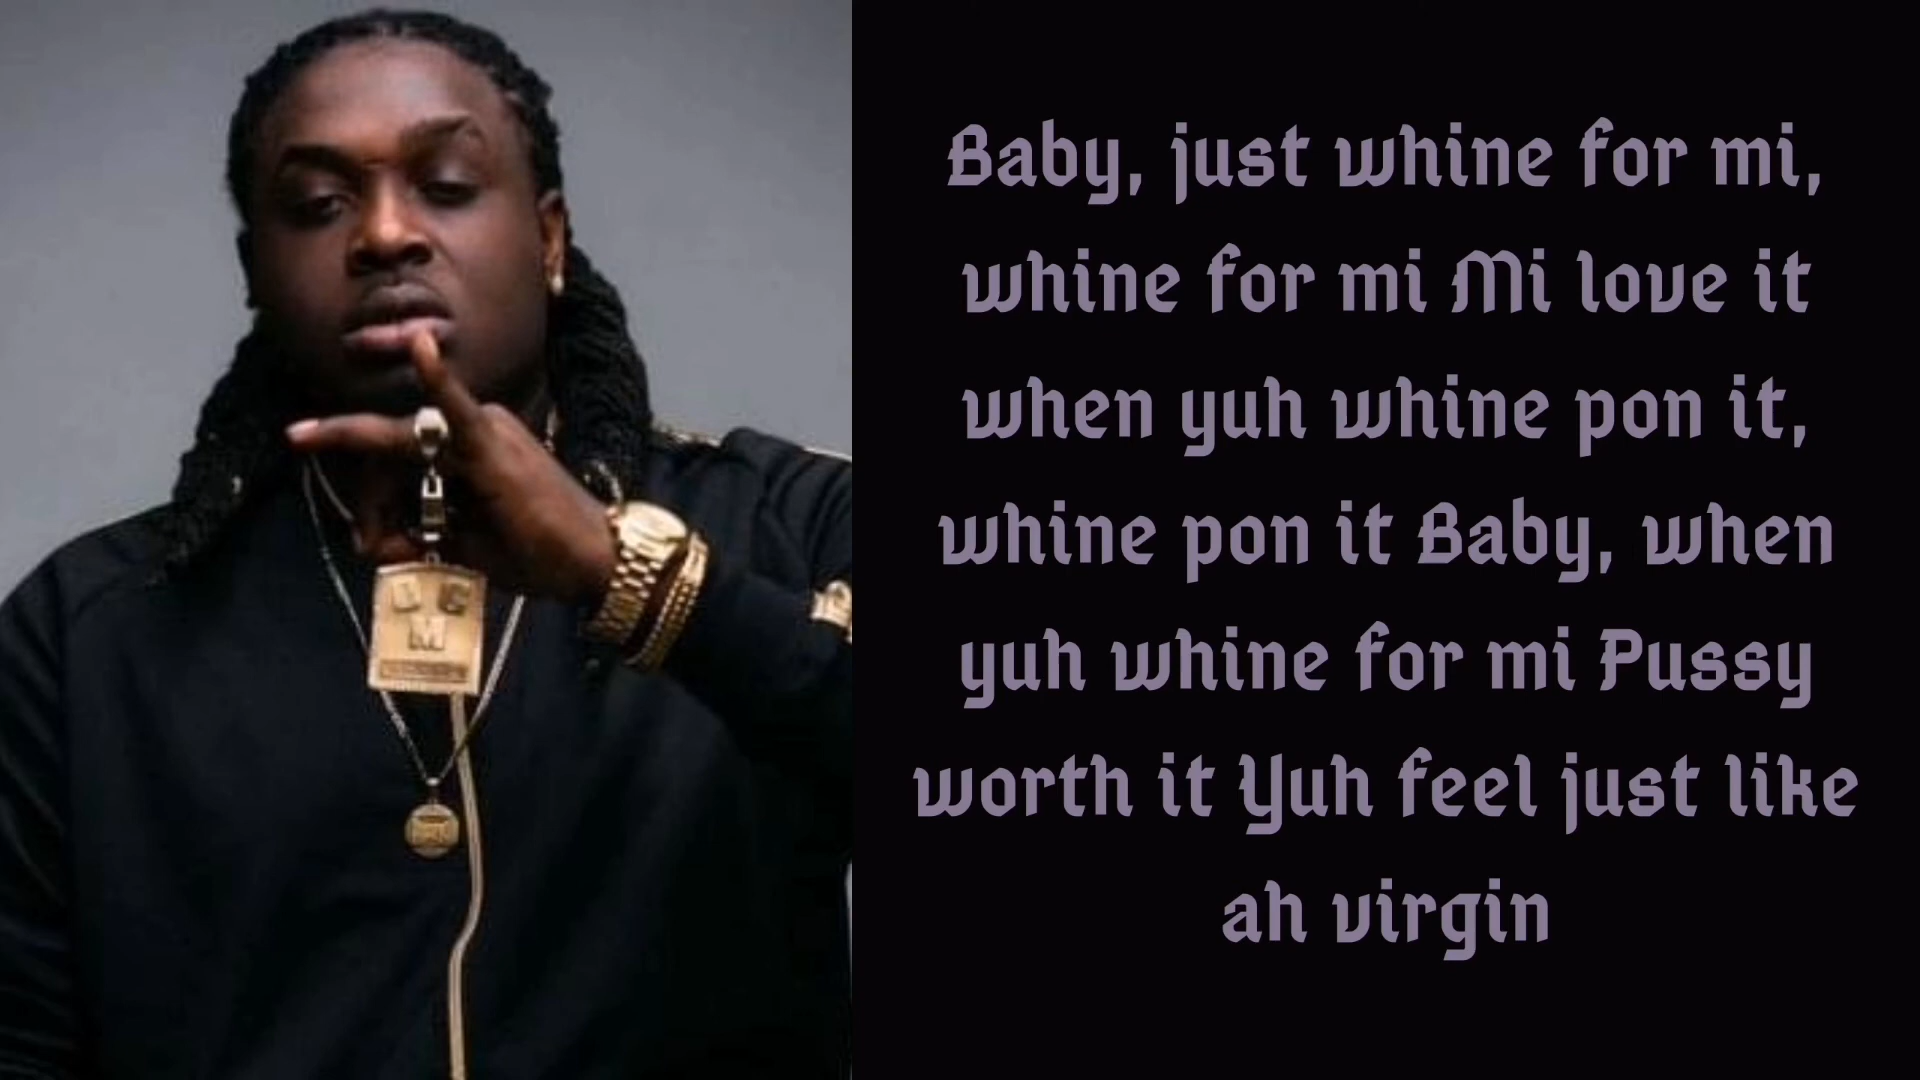 Baby, just whine for mi,
whine for mi Mi love it
when yuh whine pon it,
whine pon it Baby, when
yuh whine for mi Pussy
worth it Yuh feel just like
ah virgin